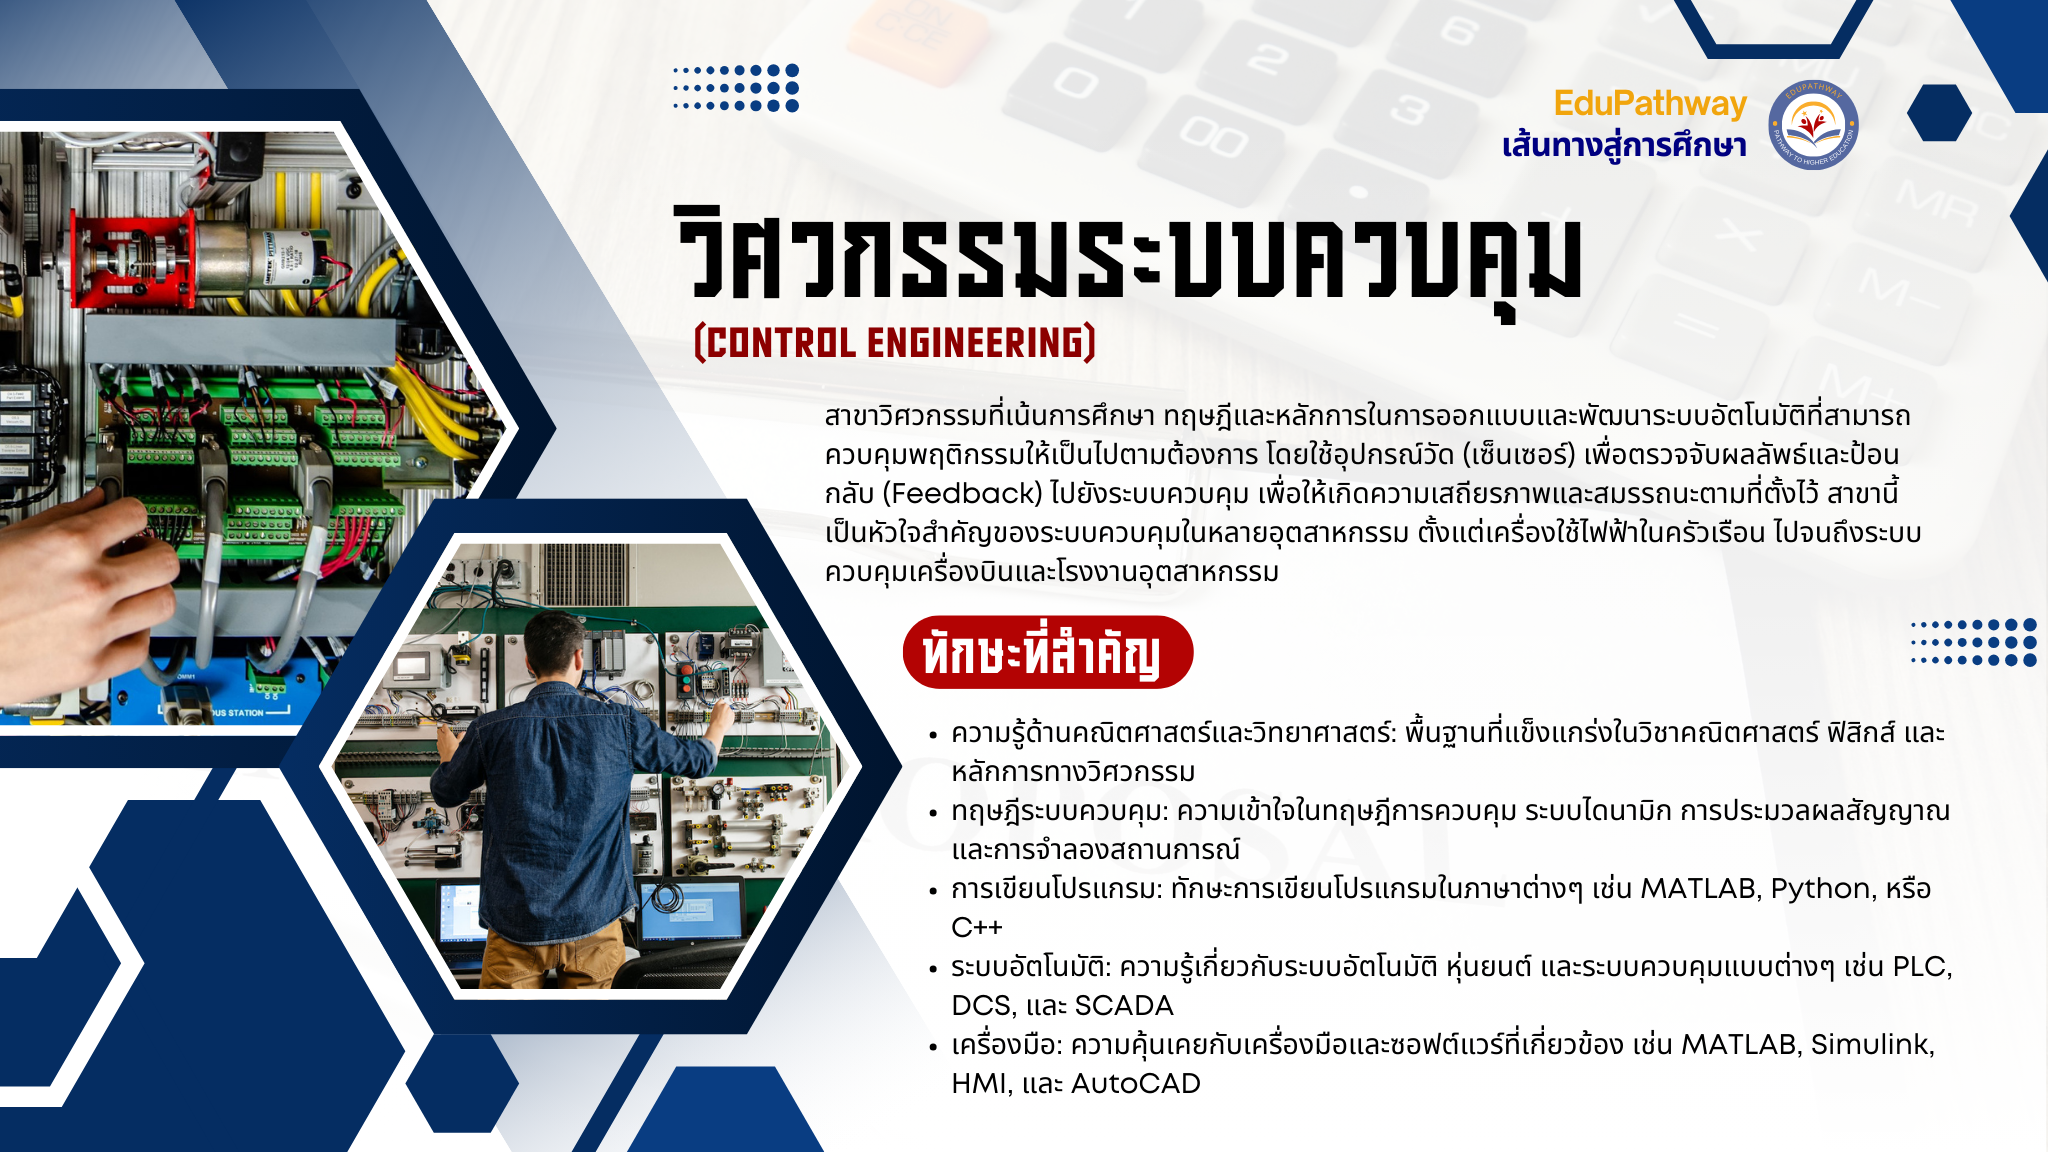 EduPathway
เส้นทางสู่การศึกษา
EDUPATHWAY
PATHWAY TO HIGHER EDUCATION
วิศวกรรมระบบควบคุม
(CONTROL ENGINEERING)
สาขาวิศวกรรมที่เน้นการศึกษา ทฤษฎีและหลักการในการออกแบบและพัฒนาระบบอัตโนมัติที่สามารถ
ควบคุมพฤติกรรมให้เป็นไปตามต้องการ โดยใช้อุปกรณ์วัด (เซ็นเซอร์) เพื่อตรวจจับผลลัพธ์และป้อน
กลับ (Feedback) ไปยังระบบควบคุม เพื่อให้เกิดความเสถียรภาพและสมรรถนะตามที่ตั้งไว้ สาขานี้
เป็นหัวใจสำคัญของระบบควบคุมในหลายอุตสาหกรรม ตั้งแต่เครื่องใช้ไฟฟ้าในครัวเรือน ไปจนถึงระบบ
ควบคุมเครื่องบินและโรงงานอุตสาหกรรม
ทักษะที่สำคัญ
• ความรู้ด้านคณิตศาสตร์และวิทยาศาสตร์: พื้นฐานที่แข็งแกร่งในวิชาคณิตศาสตร์ ฟิสิกส์ และ
หลักการทางวิศวกรรม
• ทฤษฎีระบบควบคุม: ความเข้าใจในทฤษฎีการควบคุม ระบบไดนามิก การประมวลผลสัญญาณ
และการจำลองสถานการณ์
• การเขียนโปรแกรม: ทักษะการเขียนโปรแกรมในภาษาต่างๆ เช่น MATLAB, Python, หรือ
C++
• ระบบอัตโนมัติ: ความรู้เกี่ยวกับระบบอัตโนมัติ หุ่นยนต์ และระบบควบคุมแบบต่างๆ เช่น PLC,
DCS, และ SCADA
• เครื่องมือ: ความคุ้นเคยกับเครื่องมือและซอฟต์แวร์ที่เกี่ยวข้อง เช่น MATLAB, Simulink,
HMI, และ AutoCAD
ON
C/CE
0
1
2
3
6
00
MR
M-
M+
AMETEK PITTMAN
COMM1
BUS STATION